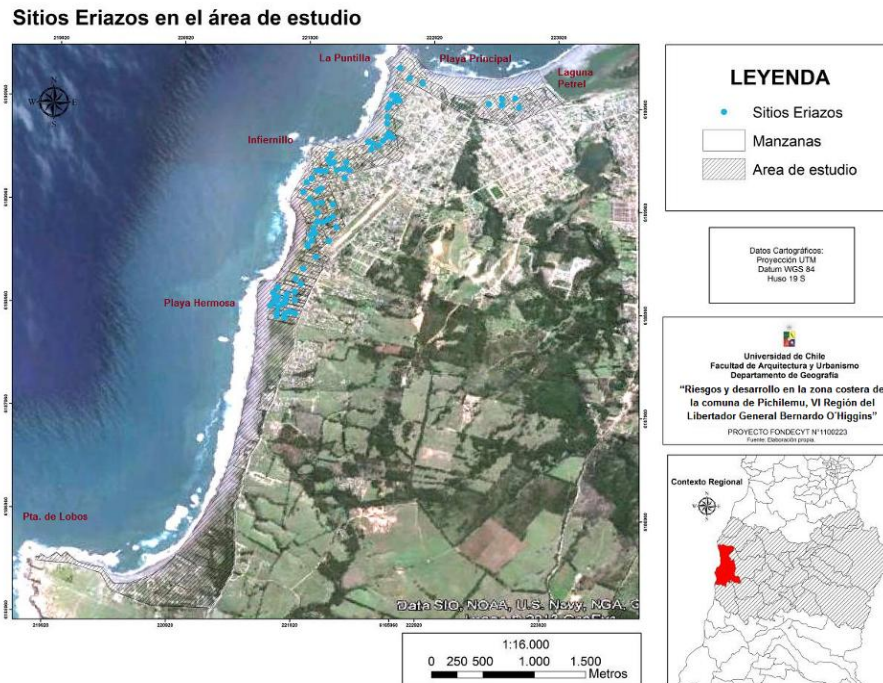 Sitios Eriazos en el área de estudio
La Puntilla
Playa Principal
Laguna
Petrel
Infiernillo
Playa Hermosa
Pta. de Lobos
Data SIO, NOAA, U.S. Navy, NGA, G
N
W
E
S
LEYENDA
Sitios Eriazos
Manzanas
Area de estudio
Datos Cartográficos:
Proyección UTM
Datum WGS 84
Huso 19 S
Universidad de Chile
Facultad de Arquitectura y Urbanismo
Departamento de Geografía
“Riesgos y desarrollo en la zona costera de
la comuna de Pichilemu, VI Región del
Libertador General Bernardo O´Higgins”
PROYECTO FONDECYT N°1100223
Fuente: Elaboración propia.
Contexto Regional
1:16.000
0 250 500 1.000 1.500
Metros